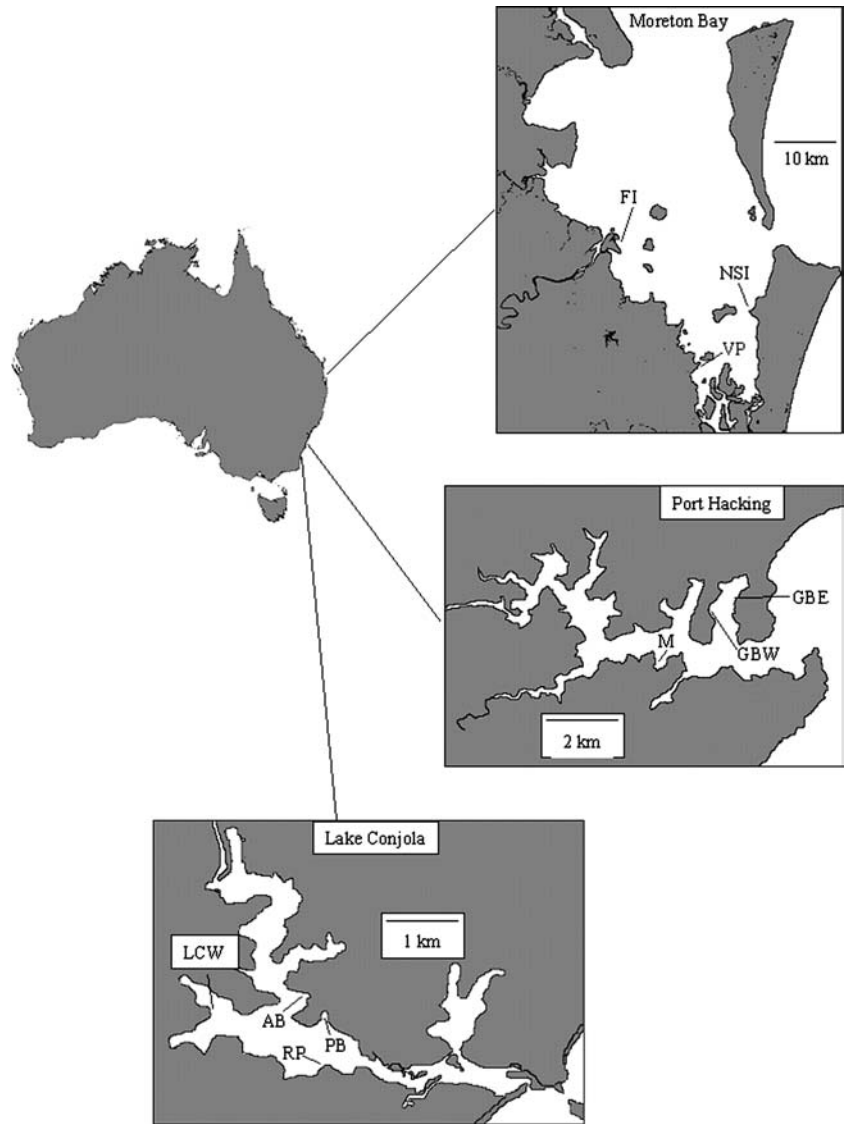 Moreton Bay
10 km
FI
NSI
VP
Port Hacking
GBE
GBW
M
2 km
Lake Conjola
1 km
LCW
AB
PB
RP